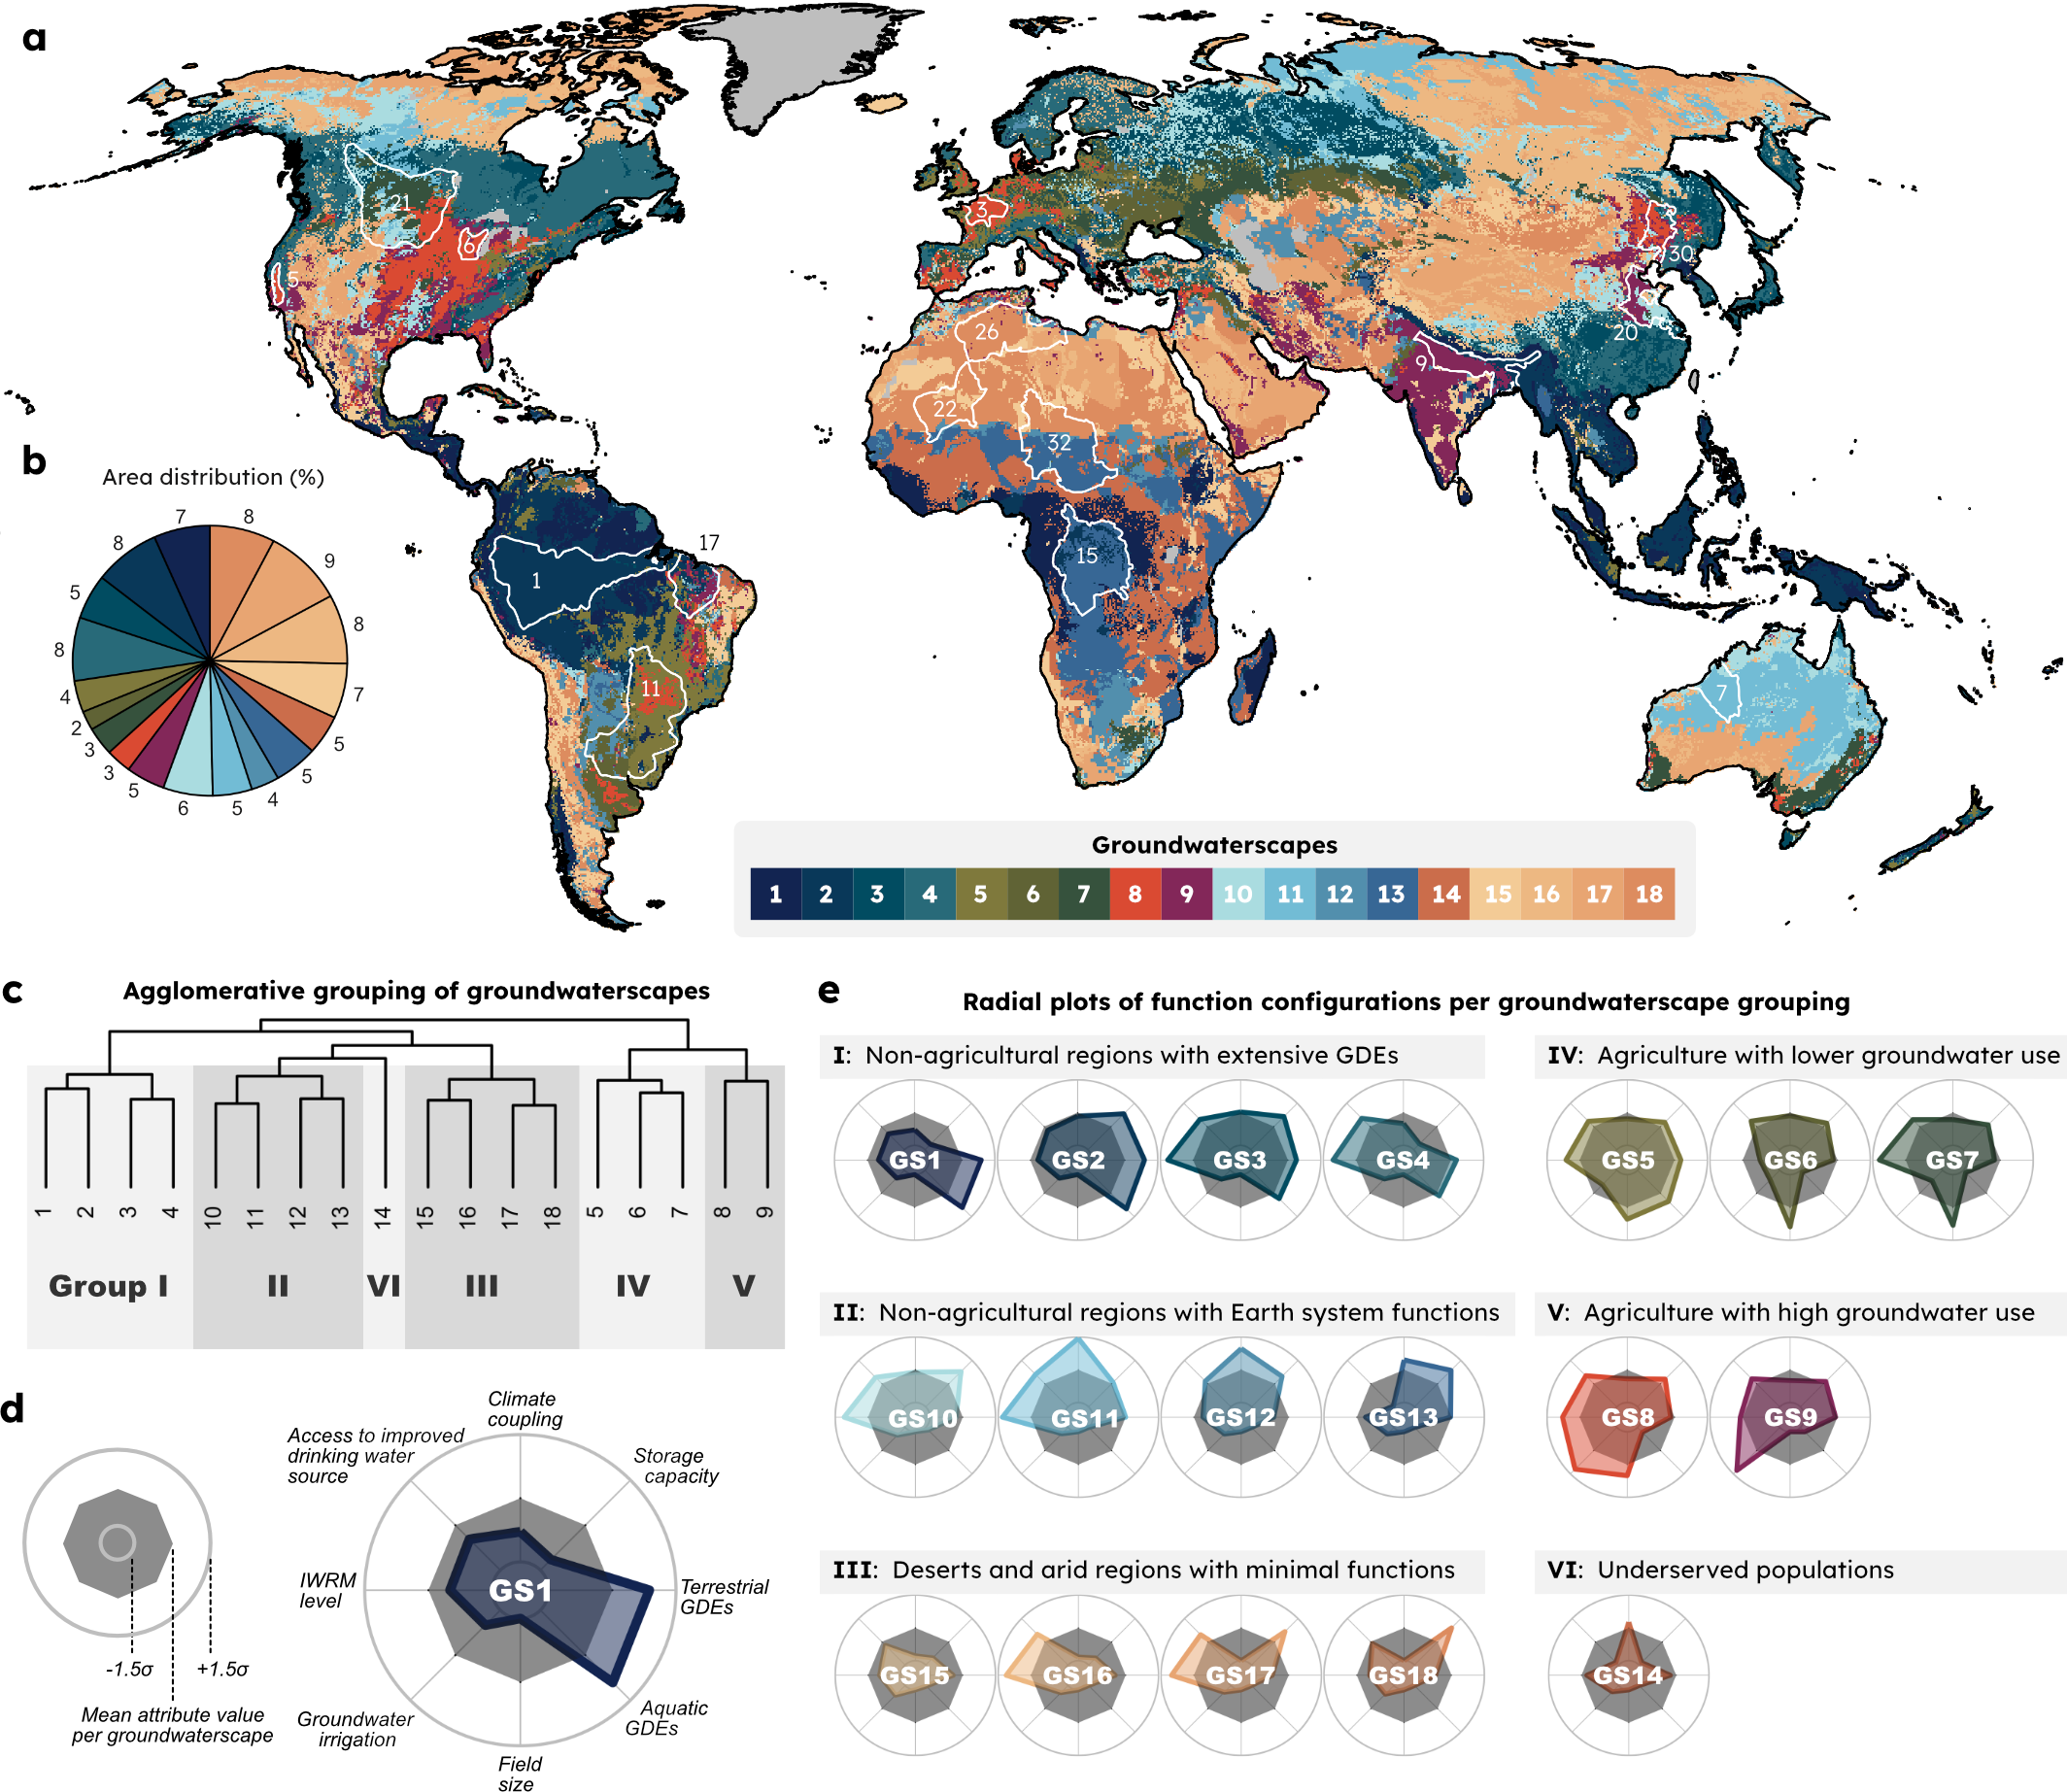 a
21
6
5
3
30
20
26
9
22
32
15
17
1
11
7
b
Area distribution (%)
7
8
8
9
5
8
8
7
4
2
5
3
3
5
5
4
6
5
Groundwaterscapes
1 2 3 4 5 6 7 8 9 10 11 12 13 14 15 16 17 18
c
Agglomerative grouping of groundwaterscapes
1 2 3 4 10 11 12 13 14 15 16 17 18 5 6 7 8 9
Group I II VI III IV V
d
-1.5σ +1.5σ
Mean attribute value
per groundwaterscape
Climate
coupling
Access to improved
drinking water
source
Storage
capacity
IWRM
level
GS1
Terrestrial
GDEs
Groundwater
irrigation
Aquatic
GDEs
Field
size
e
Radial plots of function configurations per groundwaterscape grouping
I: Non-agricultural regions with extensive GDEs
GS1 GS2 GS3 GS4
IV: Agriculture with lower groundwater use
GS5 GS6 GS7
II: Non-agricultural regions with Earth system functions
GS10 GS11 GS12 GS13
V: Agriculture with high groundwater use
GS8 GS9
III: Deserts and arid regions with minimal functions
GS15 GS16 GS17 GS18
VI: Underserved populations
GS14